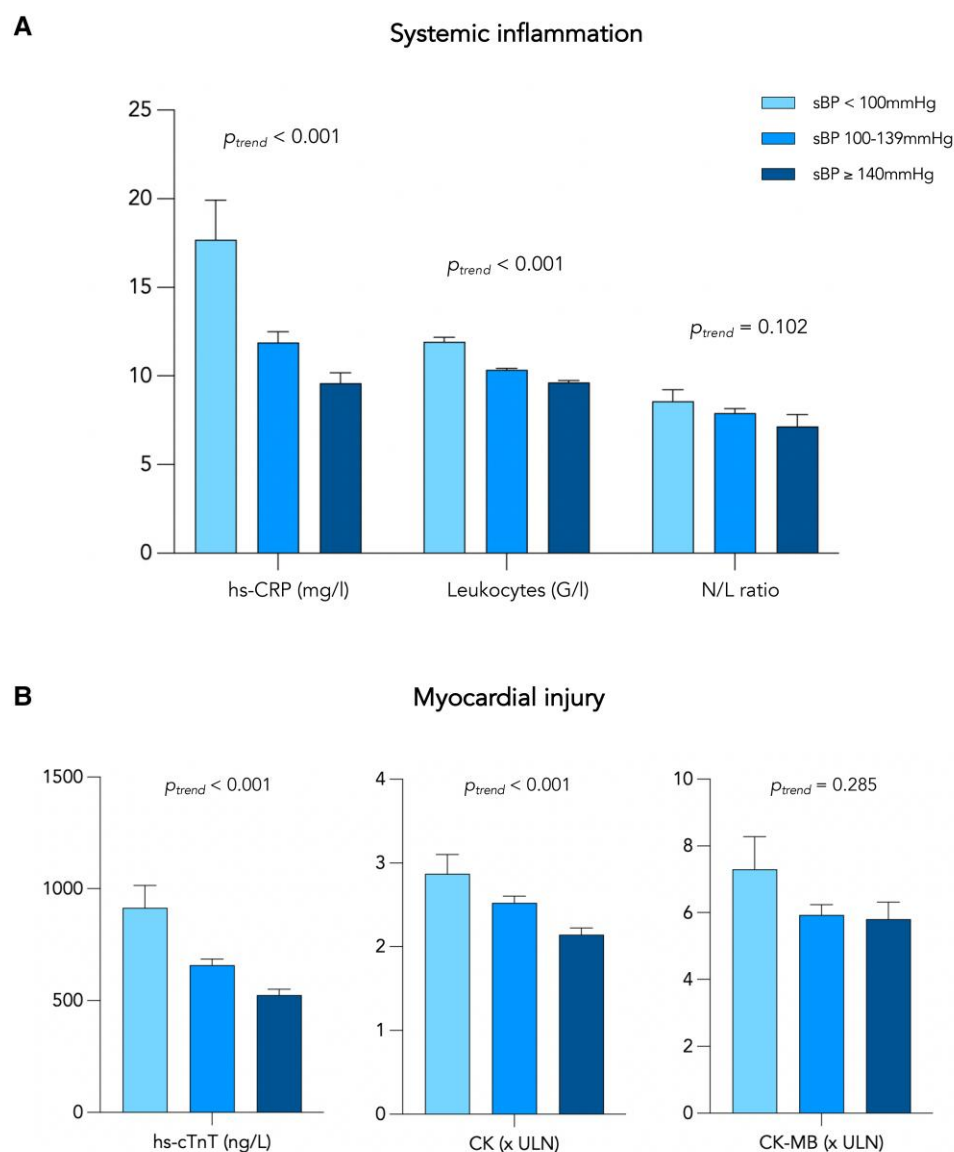 A
Systemic inflammation
sBP < 100mmHg
sBP 100-139mmHg
sBP ≥ 140mmHg
25
20
15
10
5
0
ptrend < 0.001
ptrend < 0.001
ptrend = 0.102
hs-CRP (mg/l)
Leukocytes (G/l)
N/L ratio
B
Myocardial injury
1500
1000
500
0
ptrend < 0.001
hs-cTnT (ng/L)
4
3
2
1
0
ptrend < 0.001
CK (x ULN)
10
8
6
4
6
0
ptrend = 0.285
CK-MB (x ULN)